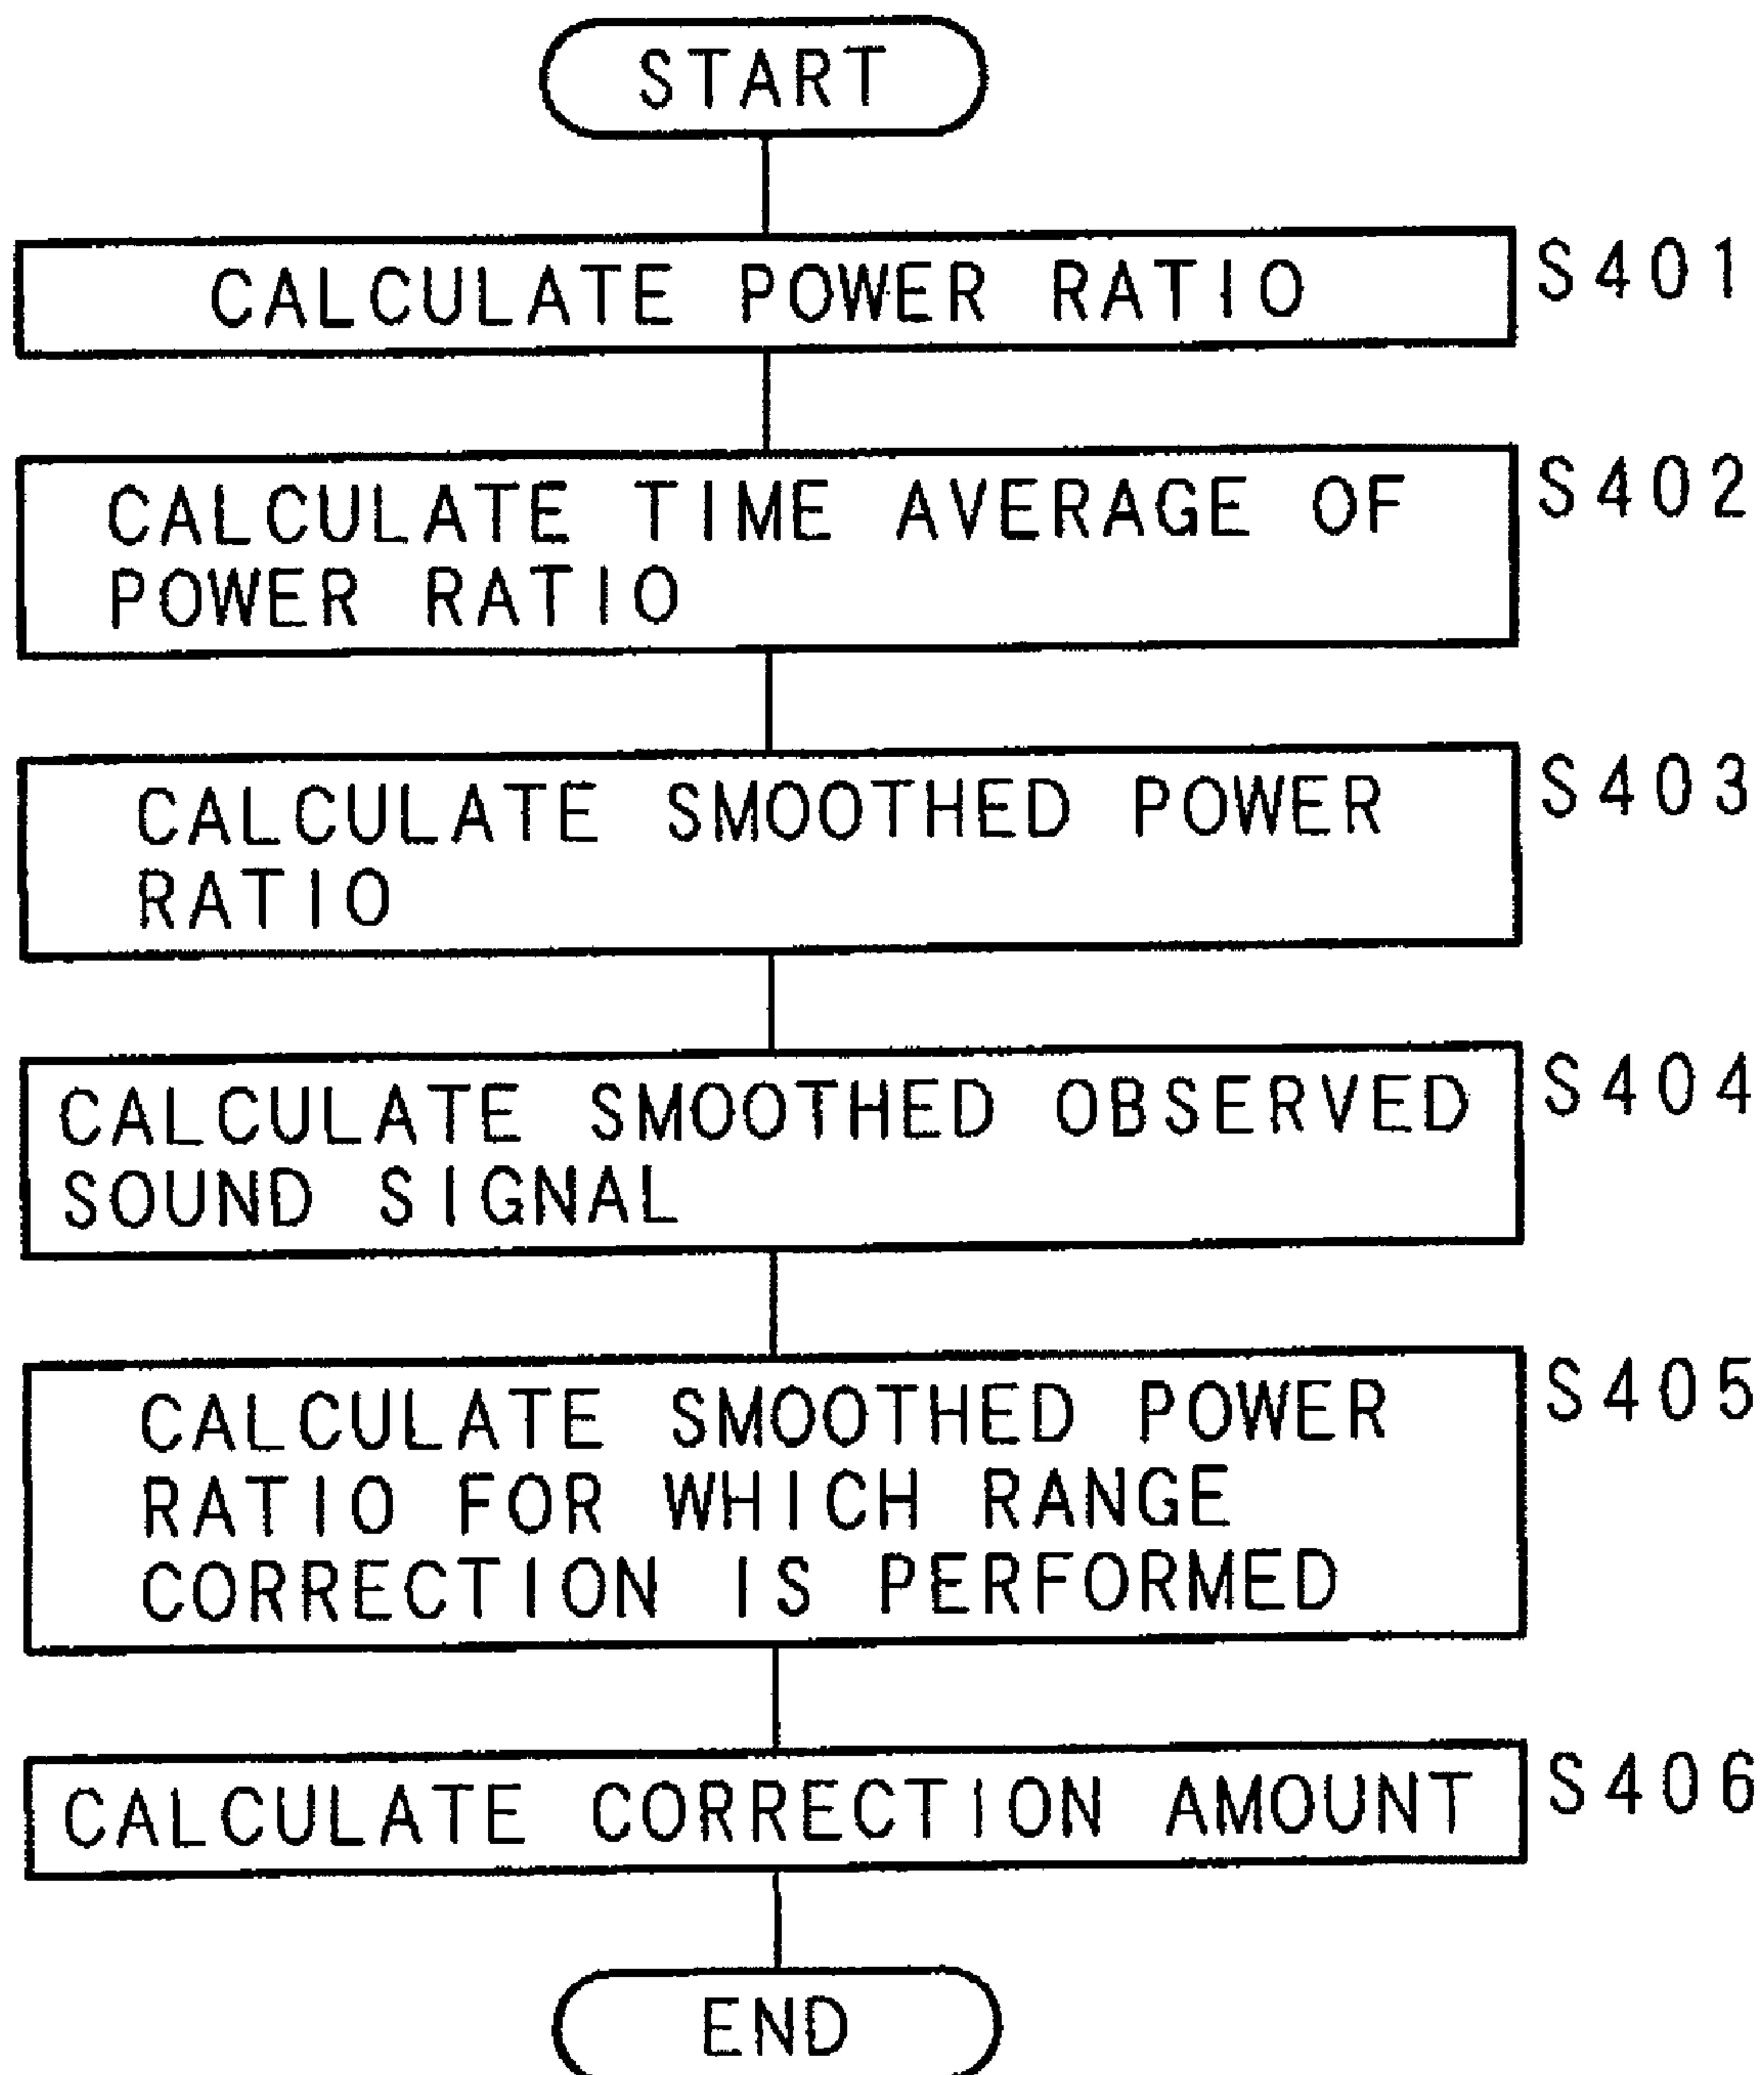 START
CALCULATE POWER RATIO
S401
CALCULATE TIME AVERAGE OF
POWER RATIO
S402
CALCULATE SMOOTHED POWER
RATIO
S403
CALCULATE SMOOTHED OBSERVED
SOUND SIGNAL
S404
CALCULATE SMOOTHED POWER
RATIO FOR WHICH RANGE
CORRECTION IS PERFORMED
S405
CALCULATE CORRECTION AMOUNT
S406
END